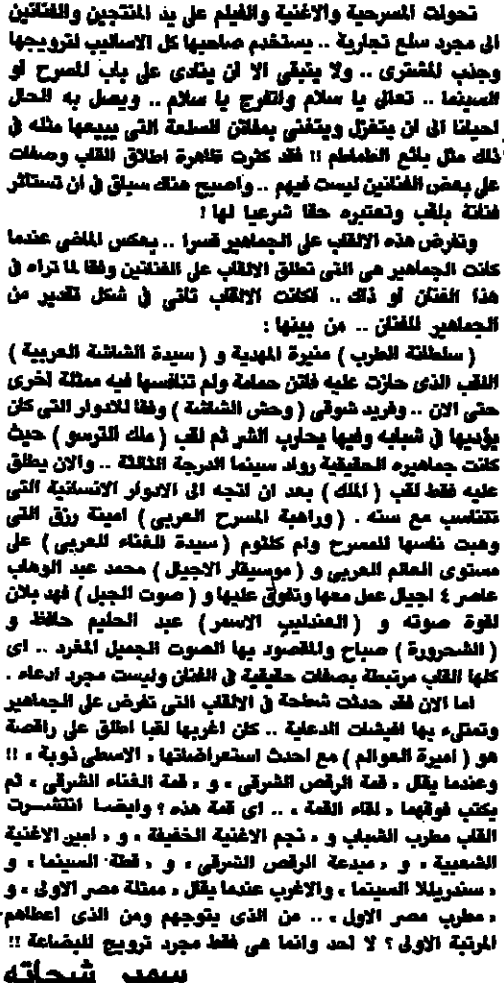 تحولت المسرحية والاغنية والفيلم على يد المنتجين والفنانين
الى مجرد سلع تجارية .. يستخدم صاحبها كل الاساليب لترويجها
وجذب المشترى .. ولا يتبقى الا ان ينادى على باب المسرح او
السينما .. تعالى يا سلام واتفرج يا سلام .. ويصل به الحال
احيانا الى ان يتغزل ويتغنى بمفاتن السلعة التى يبيعها مثله فى
ذلك مثل بائع الطماطم !! فقد كثرت ظاهرة اطلاق القاب وصفات
على بعض الفنانين ليست فيهم .. واصبح هناك سباق فى ان تستاثر
فنانة بلقب وتعتبره حقا شرعيا لها !
وتفرض هذه الالقاب على الجماهير قسرا .. بعكس الماضى عندما
كانت الجماهير هى التى تطلق الالقاب على الفنانين وفقا لما تراه فى
هذا الفنان او ذاك .. فكانت الالقاب تاتى فى شكل تقدير من
الجماهير للفنان .. من بينها :
( سلطانة الطرب ) منيرة المهدية و ( سيدة الشاشة العربية )
اللقب الذى حازت عليه فاتن حمامة ولم تنافسها فيه ممثلة اخرى
حتى الان .. وفريد شوقى ( وحش الشاشة ) وفقا للادوار التى كان
يؤديها فى شبابه وفيها يحارب الشر ثم لقب ( ملك الترسو ) حيث
كانت جماهيره الحقيقية رواد سينما الدرجة الثالثة .. والان يطلق
عليه فقط لقب ( الملك ) بعد ان اتجه الى الادوار الانسانية التى
تتناسب مع سنه . ( وراهبة المسرح العربى ) امينة رزق التى
وهبت نفسها للمسرح وام كلثوم ( سيدة الغناء العربى ) على
مستوى العالم العربى و ( موسيقار الاجيال ) محمد عبد الوهاب
عاصر ٤ اجيال عمل معها وتفوق عليها و ( صوت الجبل ) فهد بلان
لقوة صوته و ( العندليب الاسمر ) عبد الحليم حافظ و
( الشحرورة ) صباح والمقصود بها الصوت الجميل المغرد .. اى
كلها القاب مرتبطة بصفات حقيقية فى الفنان وليست مجرد ادعاء .
اما الان فقد حدثت شطحة فى الالقاب التى تفرض على الجماهير
وتمتلىء بها افيشات الدعاية .. كان اغربها لقبا اطلق على راقصة
هو ( اميرة العوالم ) مع احدث استعراضاتها « الاسطى نوبة » !!
وعندما يقال « قمة الرقص الشرقى » و « قمة الغناء الشرقى » ثم
يكتب فوقهما « لقاء القمة » .. اى قمة هذه ؟ وايضا انتشرت
القاب مطرب الشباب و « نجم الاغنية الخفيفة » و « امير الاغنية
الشعبية » و « مبدعة الرقص الشرقى » و « قطة السينما » و
« سندريللا السينما » والاغرب عندما يقال « ممثلة مصر الاولى » و
« مطرب مصر الاول » .. من الذى يتوجهم ومن الذى اعطاهم
المرتبة الاولى ؟ لا احد وانما هى فقط مجرد ترويج للبضاعة !!
سمير شحاته